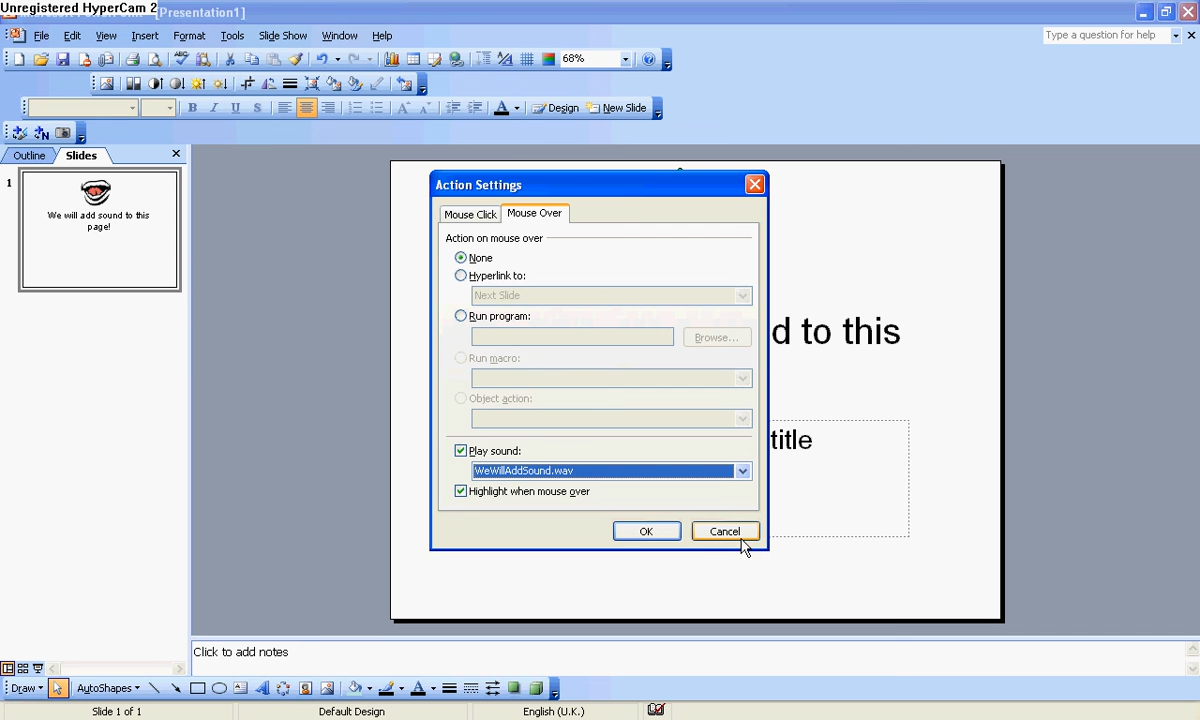 Unregistered HyperCam 2
[Presentation1]
File Edit View Insert Format Tools Slide Show Window Help
Type a question for help
68%
B I U S
Design New Slide
Outline Slides
1
We will add sound to this
page!
Action Settings
Mouse Click Mouse Over
Action on mouse over
None
Hyperlink to:
Next Slide
Run program:
Browse...
d to this
Run macro:
Object action:
title
Play sound:
WeWillAddSound.wav
Highlight when mouse over
OK Cancel
Click to add notes
Draw AutoShapes
Slide 1 of 1 Default Design English (U.K.)